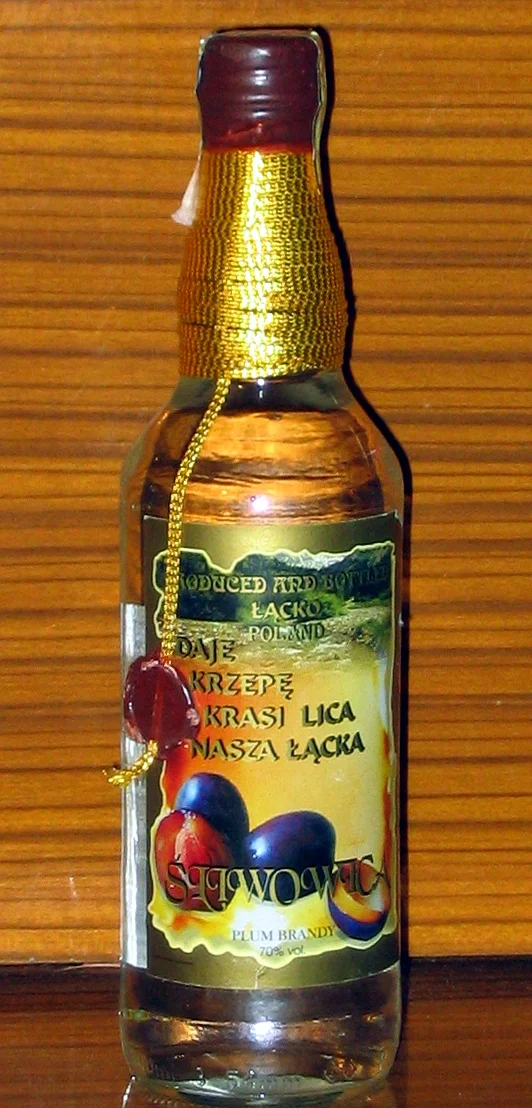 PRODUCED AND BOTTLED
ŁĄCKO
POLAND
DAJE
KRZEPĘ
KRASI LICA
NASZA ŁĄCKA
ŚLIWOWICA
PLUM BRANDY
70% vol.